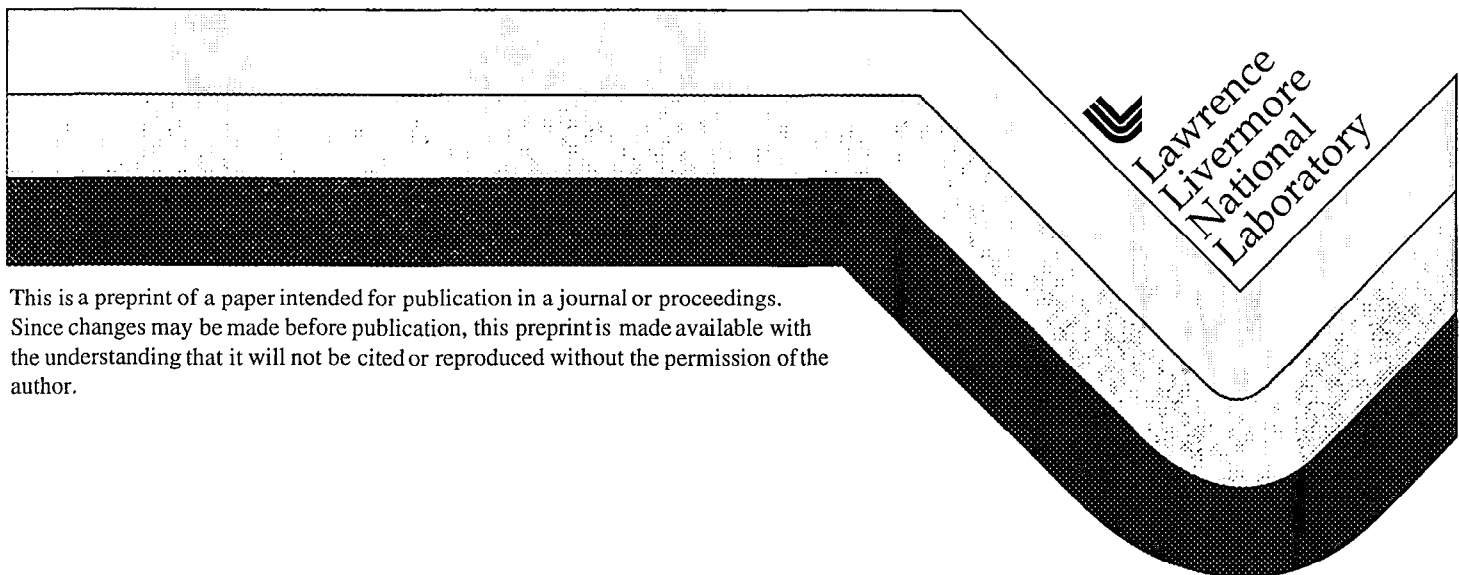 Lawrence
Livermore
National
Laboratory
This is a preprint of a paper intended for publication in a journal or proceedings.
Since changes may be made before publication, this preprint is made available with
the understanding that it will not be cited or reproduced without the permission of the
author.